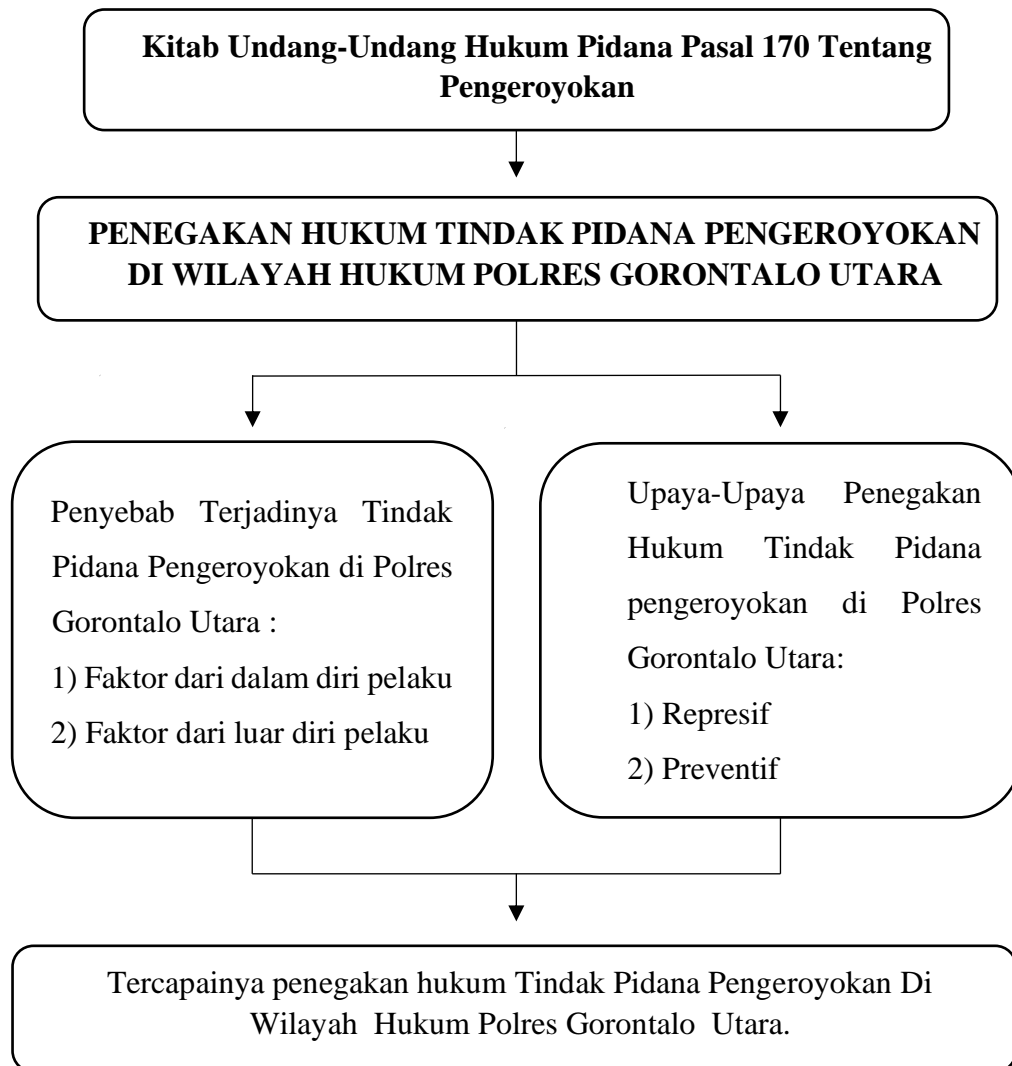 Kitab Undang-Undang Hukum Pidana Pasal 170 Tentang
Pengeroyokan
PENEGAKAN HUKUM TINDAK PIDANA PENGEROYOKAN
DI WILAYAH HUKUM POLRES GORONTALO UTARA
Penyebab Terjadinya Tindak
Pidana Pengeroyokan di Polres
Gorontalo Utara :
1) Faktor dari dalam diri pelaku
2) Faktor dari luar diri pelaku
Upaya-Upaya Penegakan
Hukum Tindak Pidana
pengeroyokan di Polres
Gorontalo Utara:
1) Represif
2) Preventif
Tercapainya penegakan hukum Tindak Pidana Pengeroyokan Di
Wilayah Hukum Polres Gorontalo Utara.